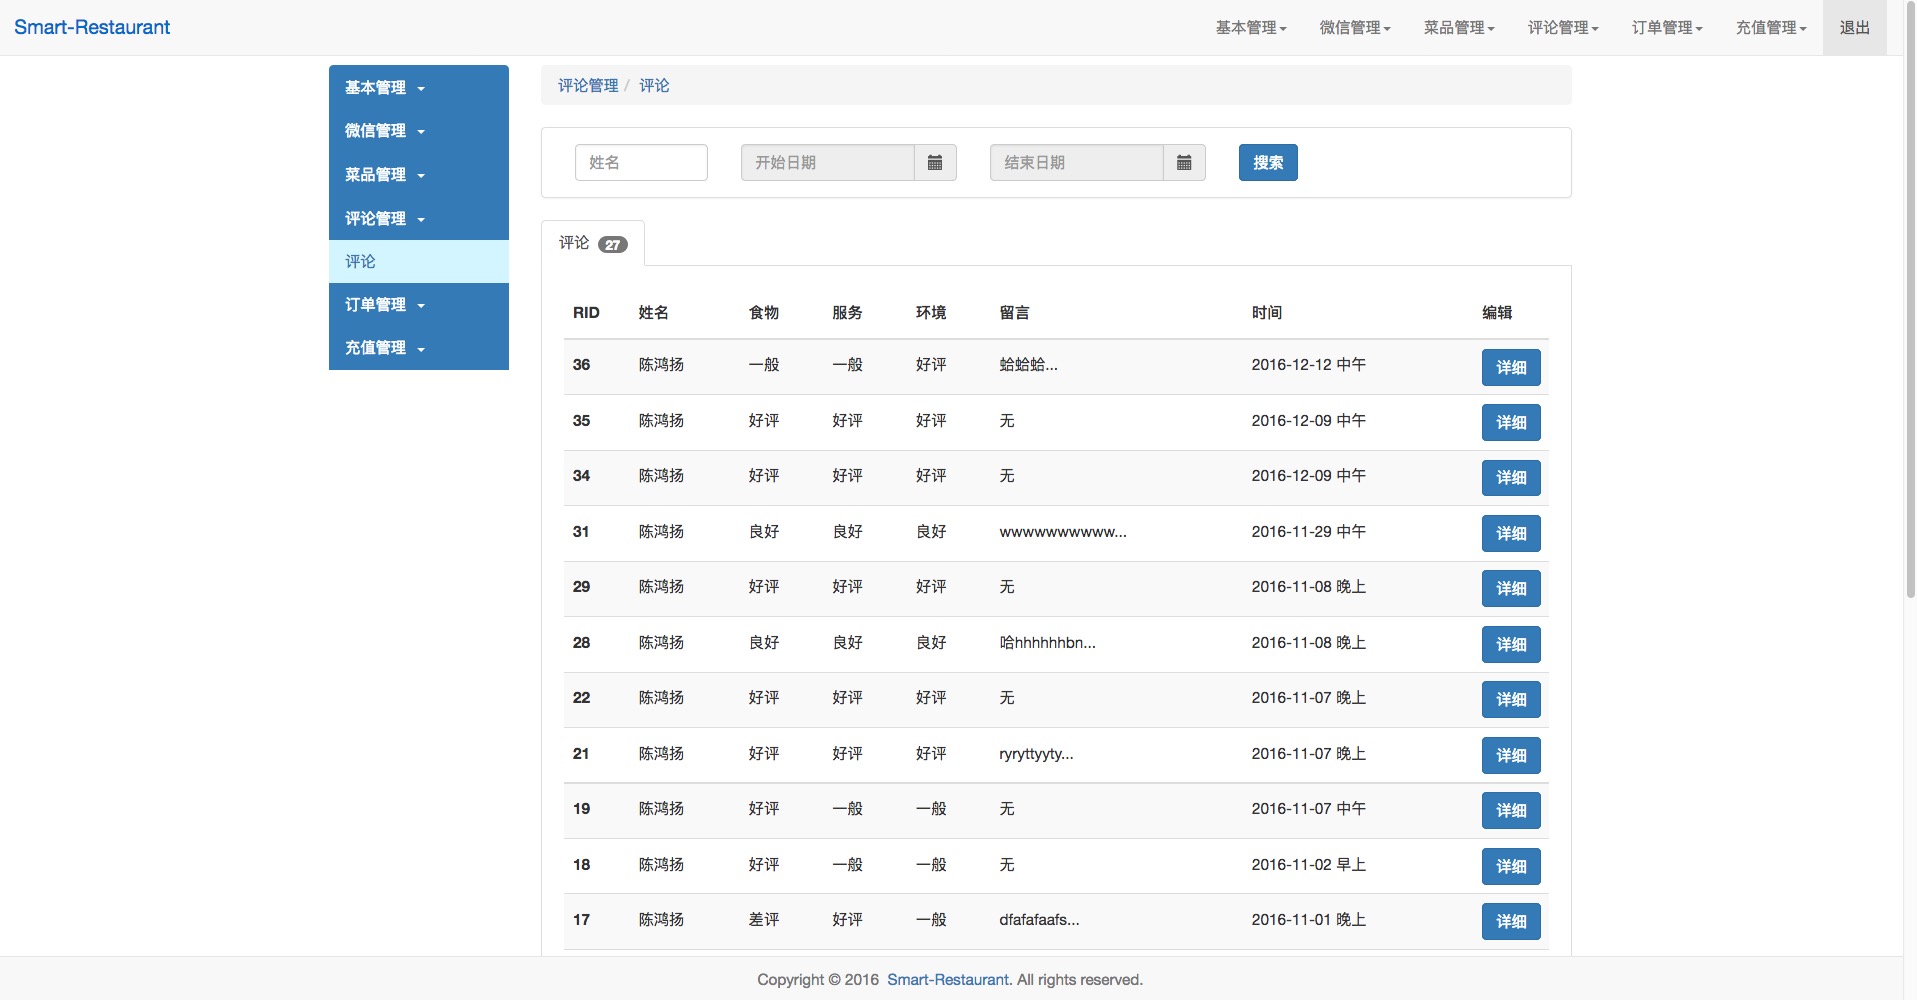 Smart-Restaurant 基本管理 微信管理 菜品管理 评论管理 订单管理 充值管理 退出
基本管理
微信管理
菜品管理
评论管理
评论
订单管理
充值管理
评论管理 / 评论
姓名 开始日期 结束日期 搜索
评论 27
RID 姓名 食物 服务 环境 留言 时间 编辑
36 陈鸿扬 一般 一般 好评 蛤蛤蛤... 2016-12-12 中午 详细
35 陈鸿扬 好评 好评 好评 无 2016-12-09 中午 详细
34 陈鸿扬 好评 好评 好评 无 2016-12-09 中午 详细
31 陈鸿扬 良好 良好 良好 wwwwwwwwww... 2016-11-29 中午 详细
29 陈鸿扬 好评 好评 好评 无 2016-11-08 晚上 详细
28 陈鸿扬 良好 良好 良好 哈hhhhhhbn... 2016-11-08 晚上 详细
22 陈鸿扬 好评 好评 好评 无 2016-11-07 晚上 详细
21 陈鸿扬 好评 好评 好评 ryryttyyty... 2016-11-07 晚上 详细
19 陈鸿扬 好评 一般 一般 无 2016-11-07 中午 详细
18 陈鸿扬 好评 一般 一般 无 2016-11-02 早上 详细
17 陈鸿扬 差评 好评 一般 dfafafaafs... 2016-11-01 晚上 详细
Copyright © 2016 Smart-Restaurant. All rights reserved.